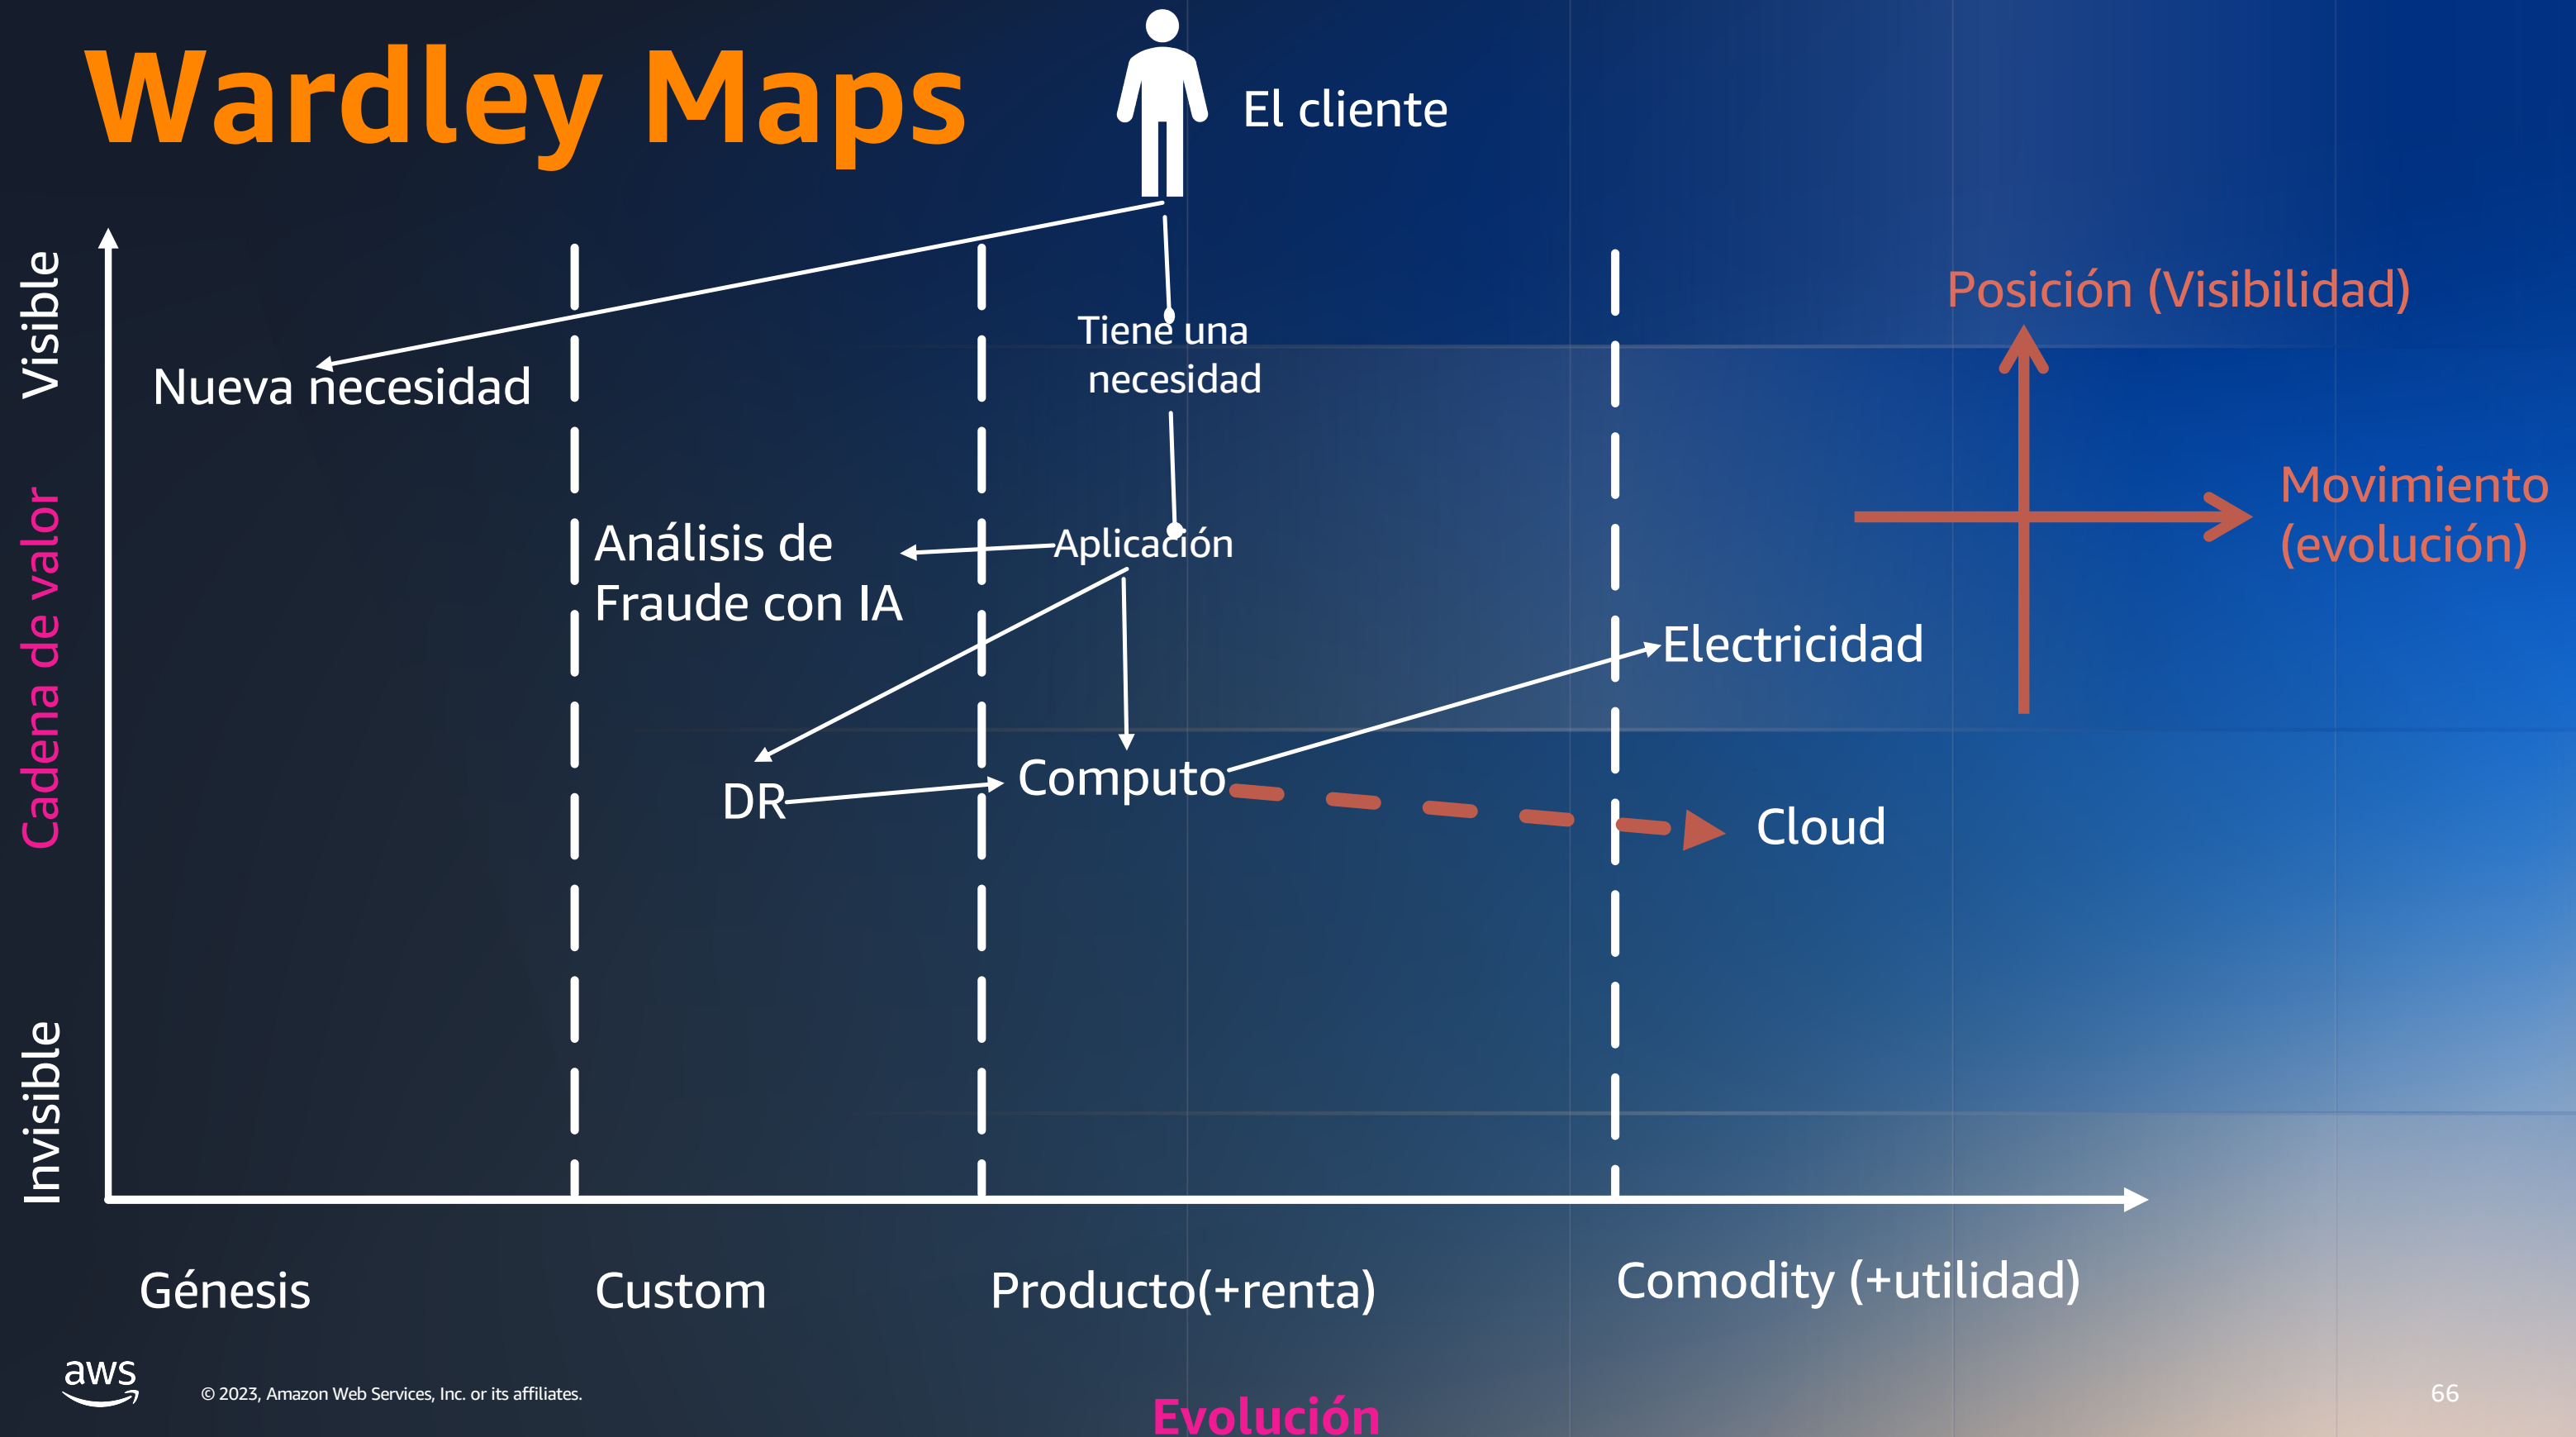 Wardley Maps
El cliente
Visible
Cadena de valor
Invisible
Nueva necesidad
Tiene una
necesidad
Análisis de
Fraude con IA
Aplicación
Electricidad
DR
Computo
Cloud
Posición (Visibilidad)
Movimiento
(evolución)
Génesis
Custom
Producto(+renta)
Comodity (+utilidad)
Evolución
aws
© 2023, Amazon Web Services, Inc. or its affiliates.
66